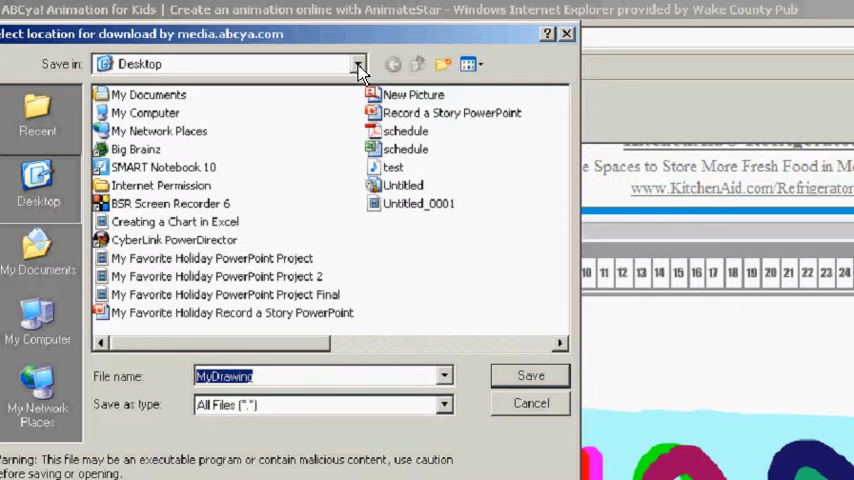 ABCya! Animation for Kids | Create an animation online with AnimateStar - Windows Internet Explorer provided by Wake County Pub
elect location for download by media.abcya.com
Save in: Desktop
Recent
Desktop
My Documents
My Computer
My Network Places
My Documents
My Computer
My Network Places
Big Brainz
SMART Notebook 10
Internet Permission
BSR Screen Recorder 6
Creating a Chart in Excel
CyberLink PowerDirector
My Favorite Holiday PowerPoint Project
My Favorite Holiday PowerPoint Project 2
My Favorite Holiday PowerPoint Project Final
My Favorite Holiday Record a Story PowerPoint
New Picture
Record a Story PowerPoint
schedule
schedule
test
Untitled
Untitled_0001
File name: MyDrawing
Save as type: All Files (*.*)
Save
Cancel
Warning: This file may be an executable program or contain malicious content, use caution
before saving or opening.
e Spaces to Store More Fresh Food in M
www.KitchenAid.com/Refrigerator
10 11 12 13 14 15 16 17 18 19 20 21 22 23 24